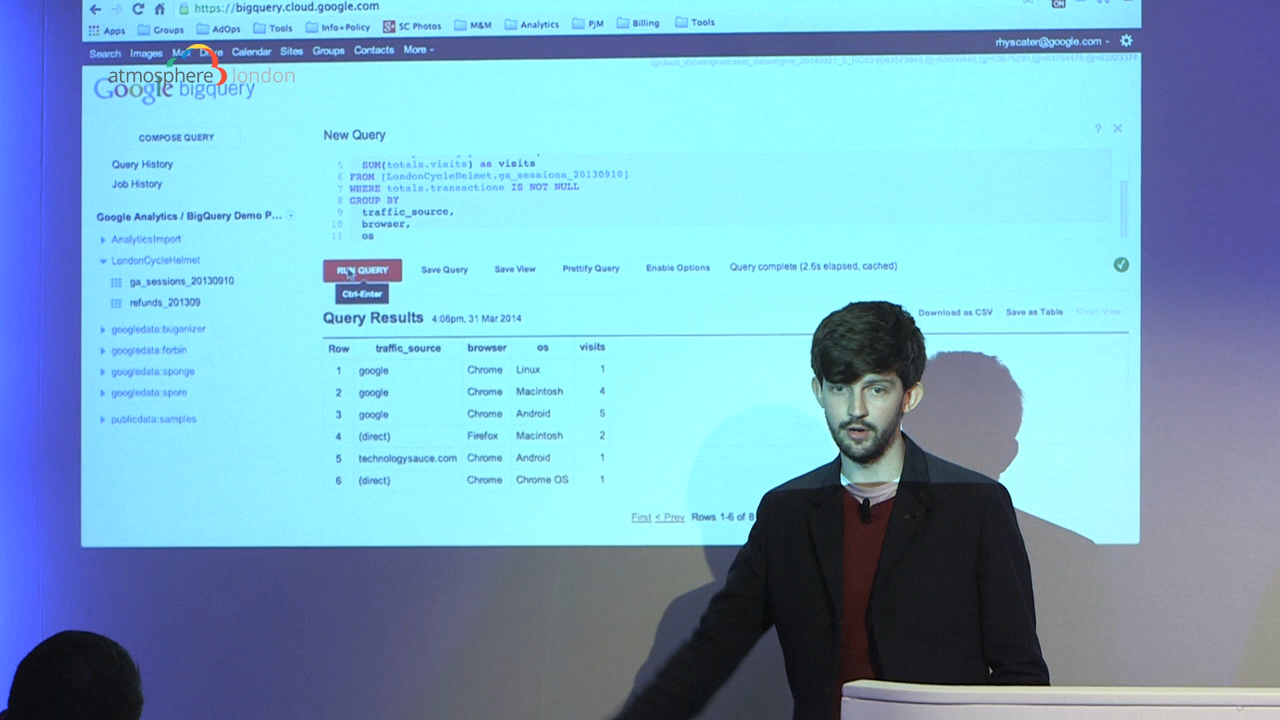 https://bigquery.cloud.google.com
Apps Groups AdOps Tools Info+Policy SC Photos M&M Analytics PjM Billing Tools
Search Images Drive Calendar Sites Groups Contacts More
rhyscater@google.com
atmosphere london
Google bigquery
COMPOSE QUERY
Query History
Job History
Google Analytics / BigQuery Demo P...
AnalyticsImport
LondonCycleHelmet
ga_sessions_20130910
refunds_201309
googledata:buganizer
googledata:forbin
googledata:sponge
googledata:spore
publicdata:samples
New Query
? ×
5 SUM(totals.visits) as visits
6 FROM [LondonCycleHelmet.ga_sessions_20130910]
7 WHERE totals.transactions IS NOT NULL
8 GROUP BY
9 traffic_source,
10 browser,
11 os
RUN QUERY Save Query Save View Prettify Query Enable Options Query complete (2.6s elapsed, cached)
Ctrl-Enter
Query Results 4:06pm, 31 Mar 2014
Download as CSV Save as Table Chart View
Row traffic_source browser os visits
1 google Chrome Linux 1
2 google Chrome Macintosh 4
3 google Chrome Android 5
4 (direct) Firefox Macintosh 2
5 technologysauce.com Chrome Android 1
6 (direct) Chrome Chrome OS 1
First < Prev Rows 1-6 of 8